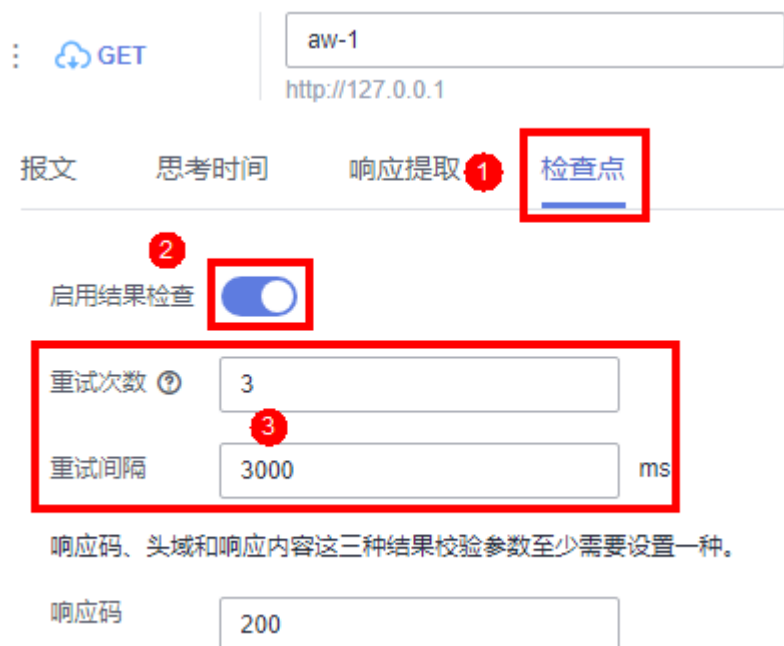 GET
aw-1
http://127.0.0.1
报文 思考时间 响应提取 1 检查点
2
启用结果检查
重试次数 ? 3
3
重试间隔 3000 ms
响应码、头域和响应内容这三种结果校验参数至少需要设置一种。
响应码 200